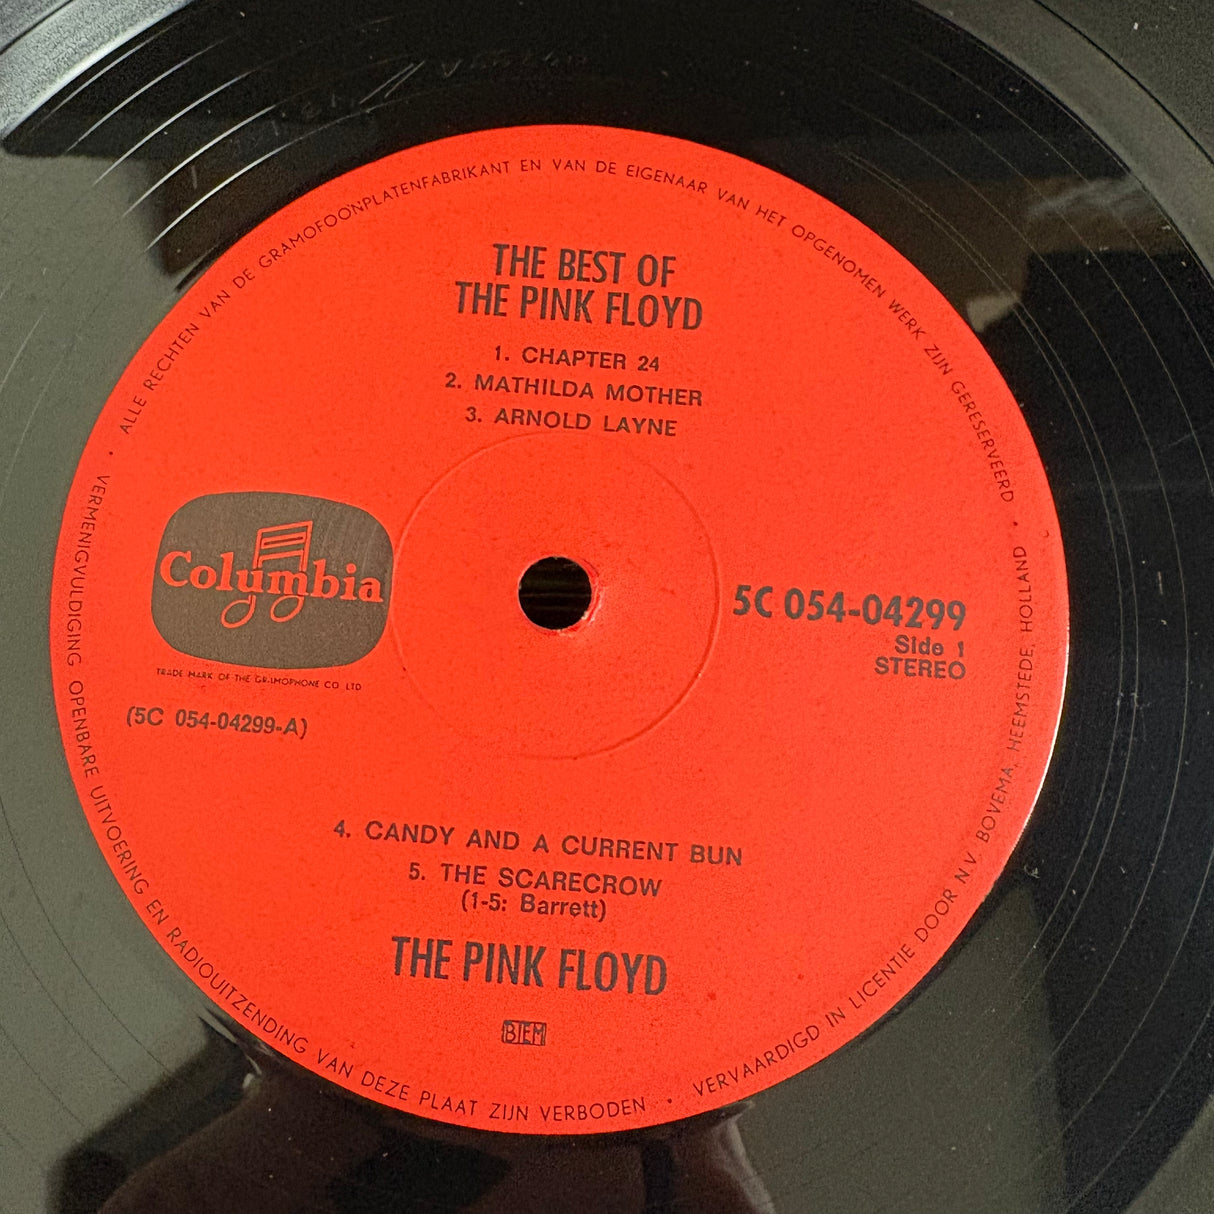 ALLE RECHTEN VAN DE GRAMOFOONPLATENFABRIKANT EN VAN DE EIGENAAR VAN HET OPGENOMEN WERK ZIJN GERESERVEERD
THE BEST OF
THE PINK FLOYD
1. CHAPTER 24
2. MATHILDA MOTHER
3. ARNOLD LAYNE
Columbia
TRADE MARK OF THE GRAMOPHONE CO LTD
(5C 054-04299-A)
5C 054-04299
Side 1
STEREO
4. CANDY AND A CURRENT BUN
5. THE SCARECROW
(1-5: Barrett)
THE PINK FLOYD
BIEM
VERMENIGVULDIGING OPENBARE UITVOERING EN RADIOUITZENDING VAN DEZE PLAAT ZIJN VERBODEN
VERVAARDIGD IN LICENTIE DOOR N.V. BOVEMA, HEEMSTEDE, HOLLAND